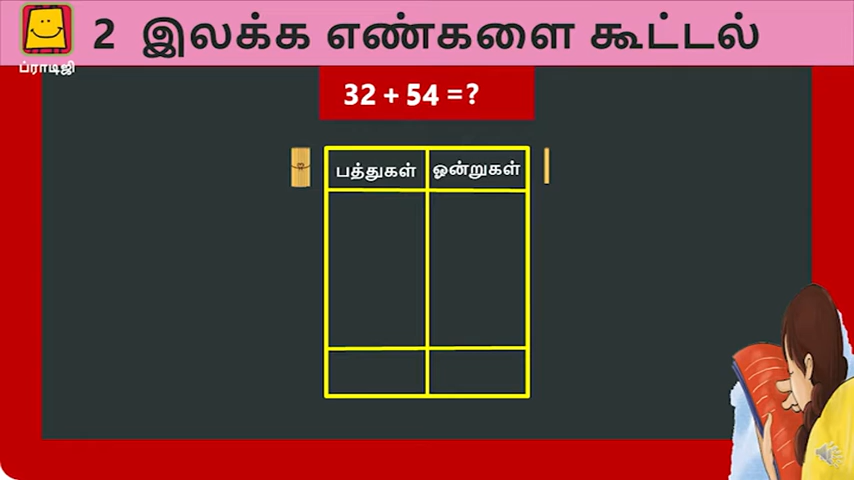 2 இலக்க எண்களை கூட்டல்
ப்ராடிஜி
32 + 54 = ?
பத்துகள் ஒன்றுகள்